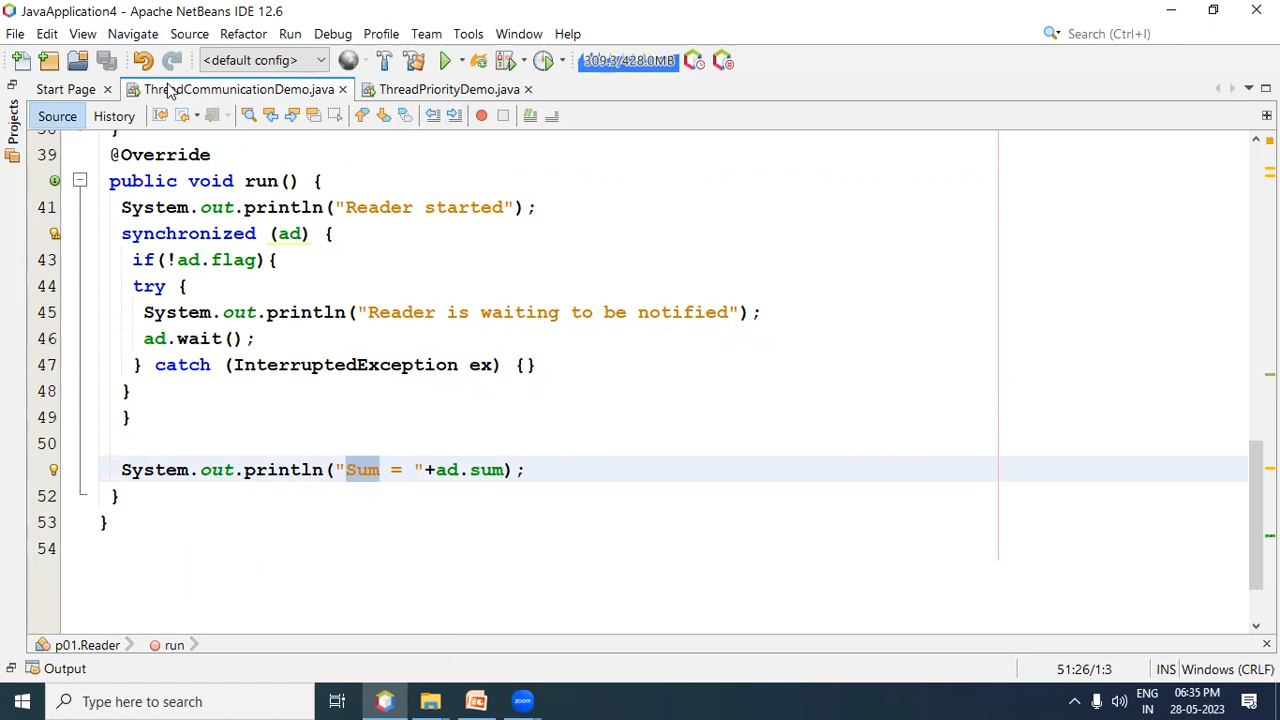 JavaApplication4 - Apache NetBeans IDE 12.6
File Edit View Navigate Source Refactor Run Debug Profile Team Tools Window Help
Search (Ctrl+I)
<default config>
309.3/428.0MB
Start Page
ThreadCommunicationDemo.java
ThreadPriorityDemo.java
Source History
39 @Override
public void run() {
41 System.out.println("Reader started");
synchronized (ad) {
43 if(!ad.flag){
44 try {
45 System.out.println("Reader is waiting to be notified");
46 ad.wait();
47 } catch (InterruptedException ex) {}
48 }
49 }
50
System.out.println("Sum = "+ad.sum);
52 }
53 }
54
p01.Reader run
Output
51:26/1:3 INS Windows (CRLF)
Type here to search
zoom
ENG
IN
06:35 PM
28-05-2023